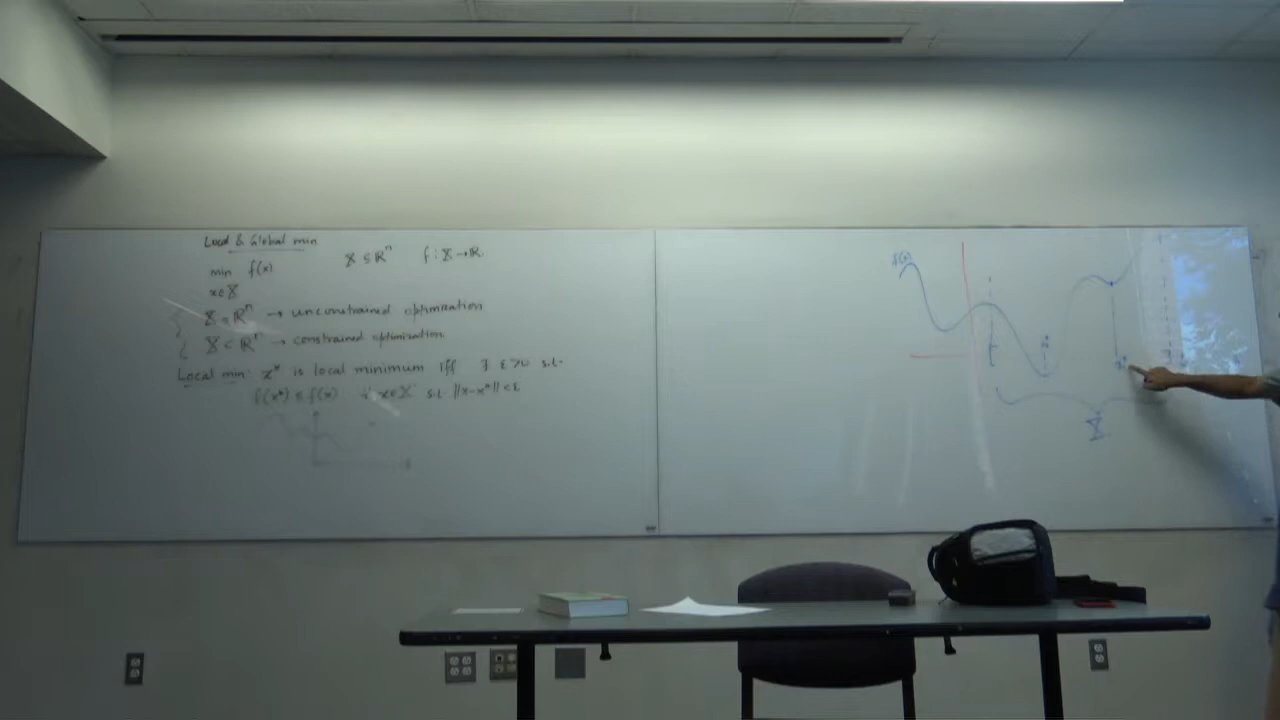 Local & Global min
min f(x) 𝕏 ⊆ ℝⁿ f : 𝕏 → ℝ.
x∈𝕏
𝕏 = ℝⁿ → unconstrained optimization
𝕏 ⊂ ℝⁿ → constrained optimization
Local min: x* is local minimum iff ∃ ε>0 s.t.
f(x*) ≤ f(x) ∀ x∈𝕏 s.t. ||x-x*|| < ε
f(x)
x*
𝕏